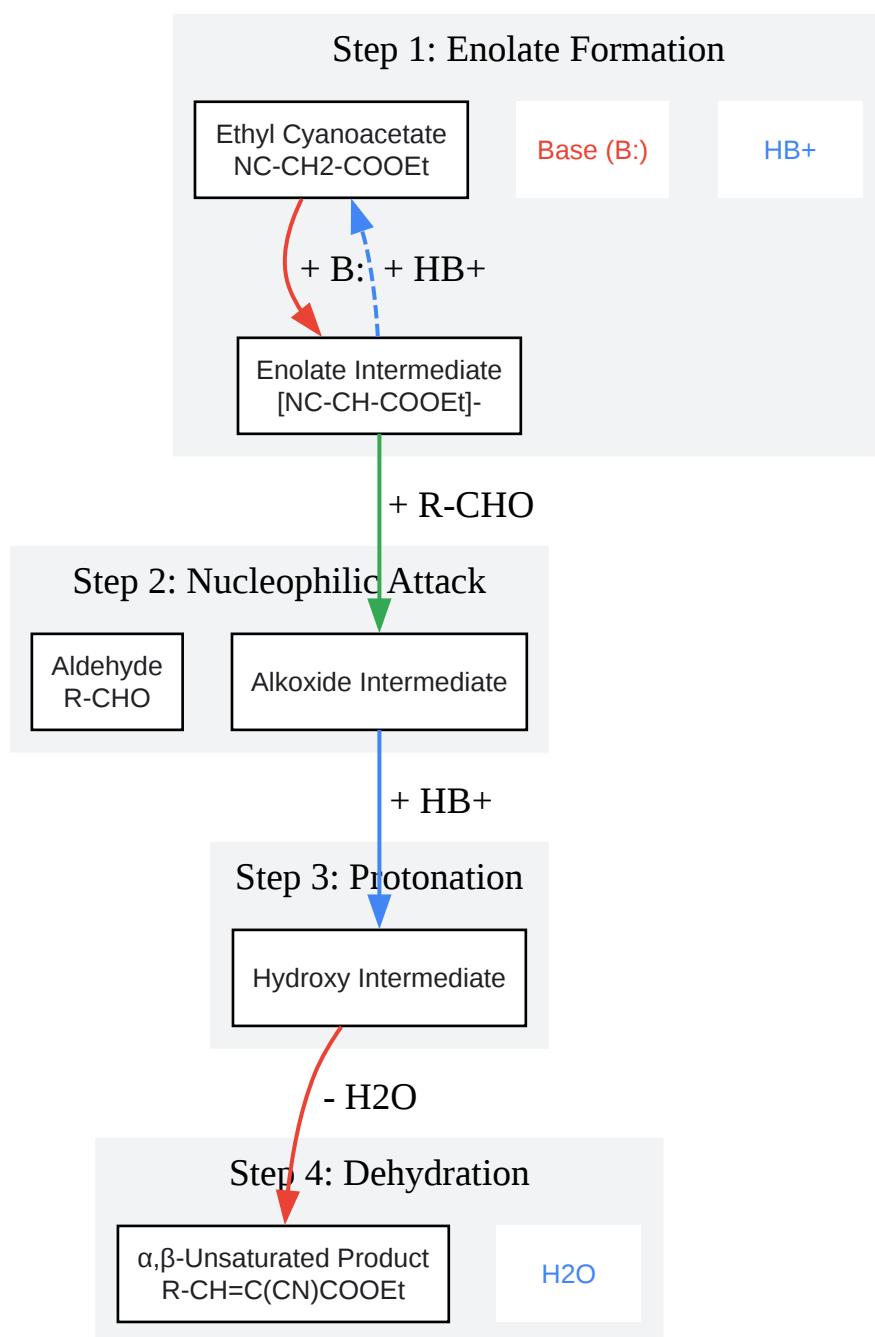 Step 1: Enolate Formation
Ethyl Cyanoacetate
NC-CH2-COOEt
Base (B:)
HB+
+ B:
+ HB+
Enolate Intermediate
[NC-CH-COOEt]-
+ R-CHO
Step 2: Nucleophilic Attack
Aldehyde
R-CHO
Alkoxide Intermediate
+ HB+
Step 3: Protonation
Hydroxy Intermediate
- H2O
Step 4: Dehydration
α,β-Unsaturated Product
R-CH=C(CN)COOEt
H2O